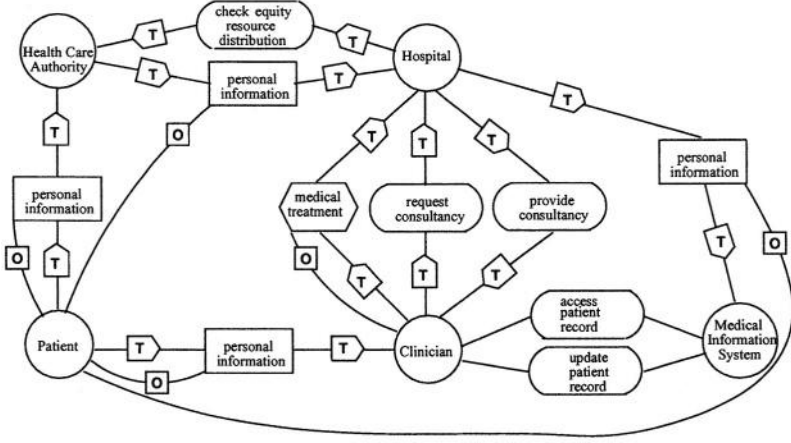 check equity
resource
distribution
T
T
Health Care
Authority
Hospital
T
personal
information
T
T
O
T
T
T
T
personal
information
personal
information
medical
treatment
request
consultancy
provide
consultancy
O
T
O
T
T
T
T
O
access
patient
record
Patient
T
personal
information
T
Clinician
Medical
Information
System
O
update
patient
record